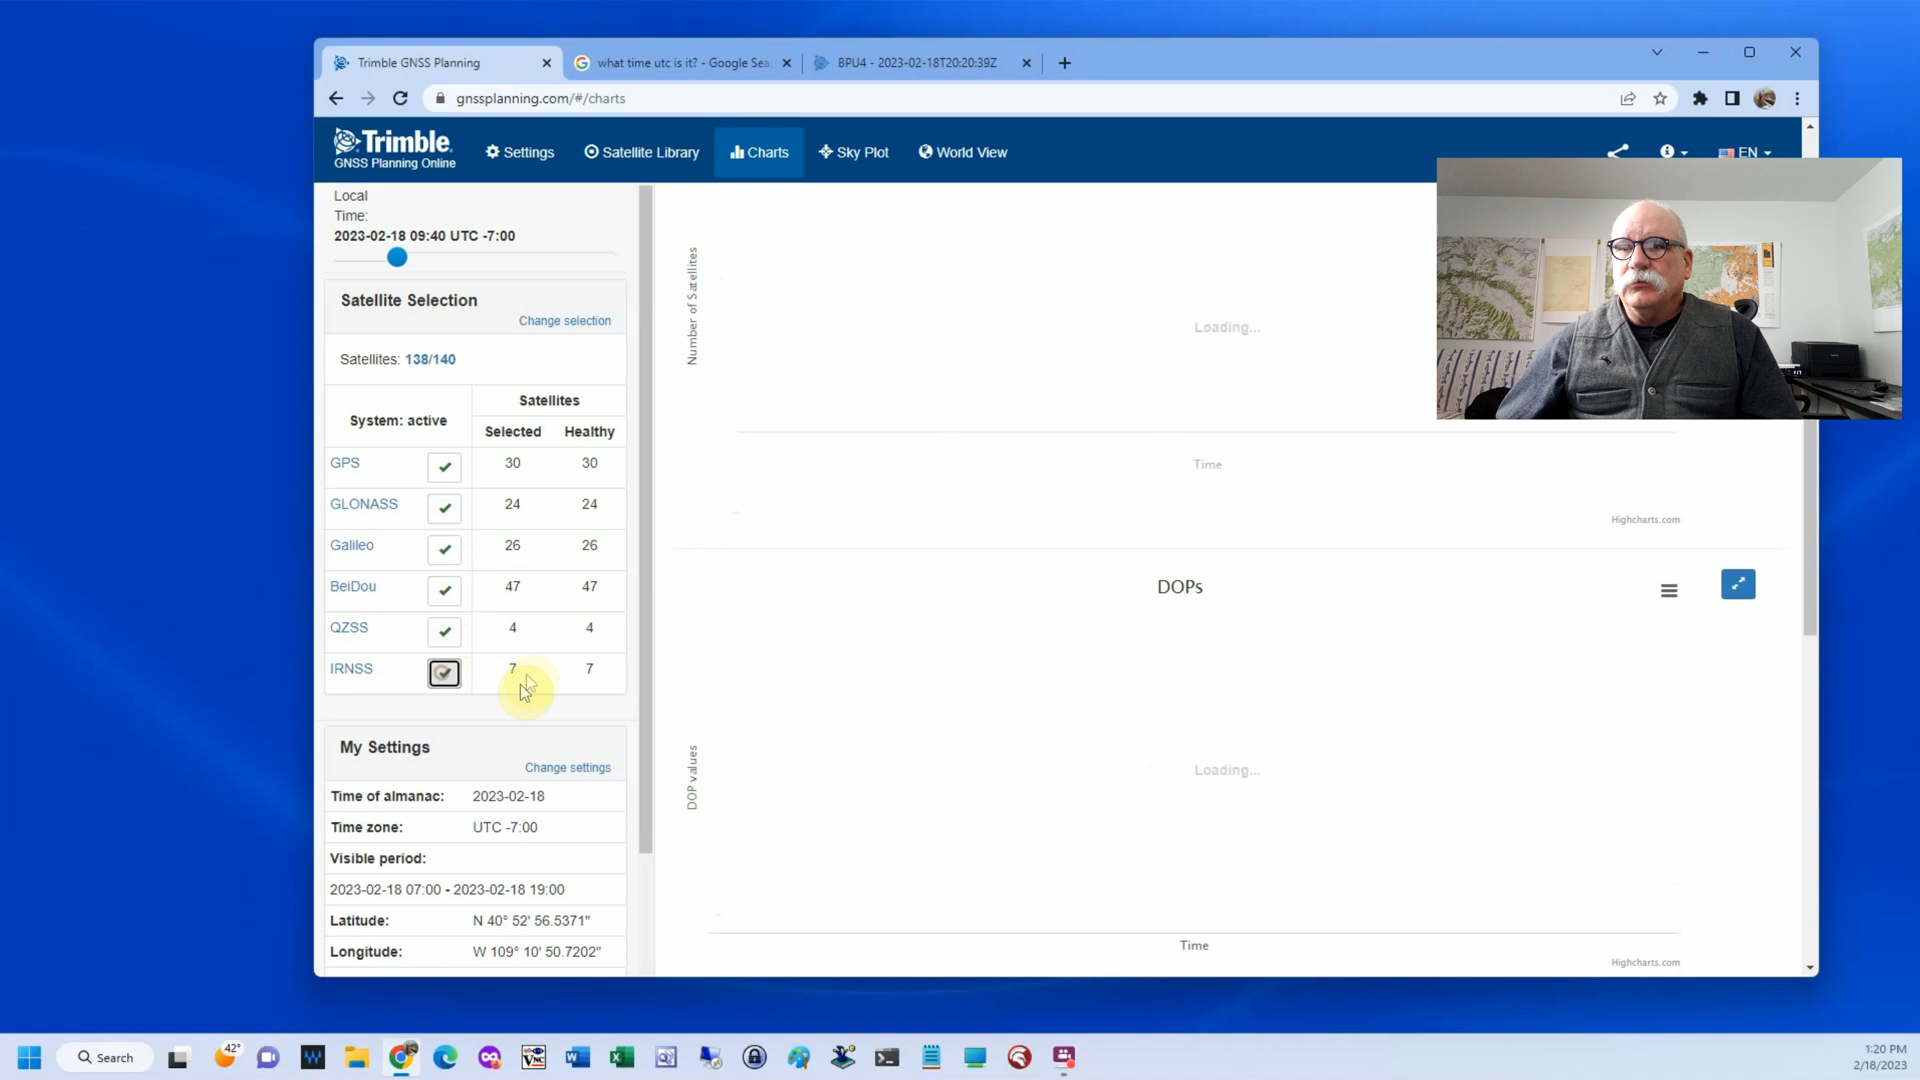 Trimble GNSS Planning
what time utc is it? - Google Sea
BPU4 - 2023-02-18T20:20:39Z
gnssplanning.com/#/charts
Trimble.
GNSS Planning Online
Settings
Satellite Library
Charts
Sky Plot
World View
EN
Local
Time:
2023-02-18 09:40 UTC -7:00
Satellite Selection
Change selection
Satellites: 138/140
System: active
Satellites
Selected Healthy
GPS 30 30
GLONASS 24 24
Galileo 26 26
BeiDou 47 47
QZSS 4 4
IRNSS 7 7
My Settings
Change settings
Time of almanac: 2023-02-18
Time zone: UTC -7:00
Visible period:
2023-02-18 07:00 - 2023-02-18 19:00
Latitude: N 40° 52' 56.5371"
Longitude: W 109° 10' 50.7202"
Number of Satellites
Loading...
Time
Highcharts.com
DOPs
DOP values
Loading...
Time
Highcharts.com
Search
42°
1:20 PM
2/18/2023